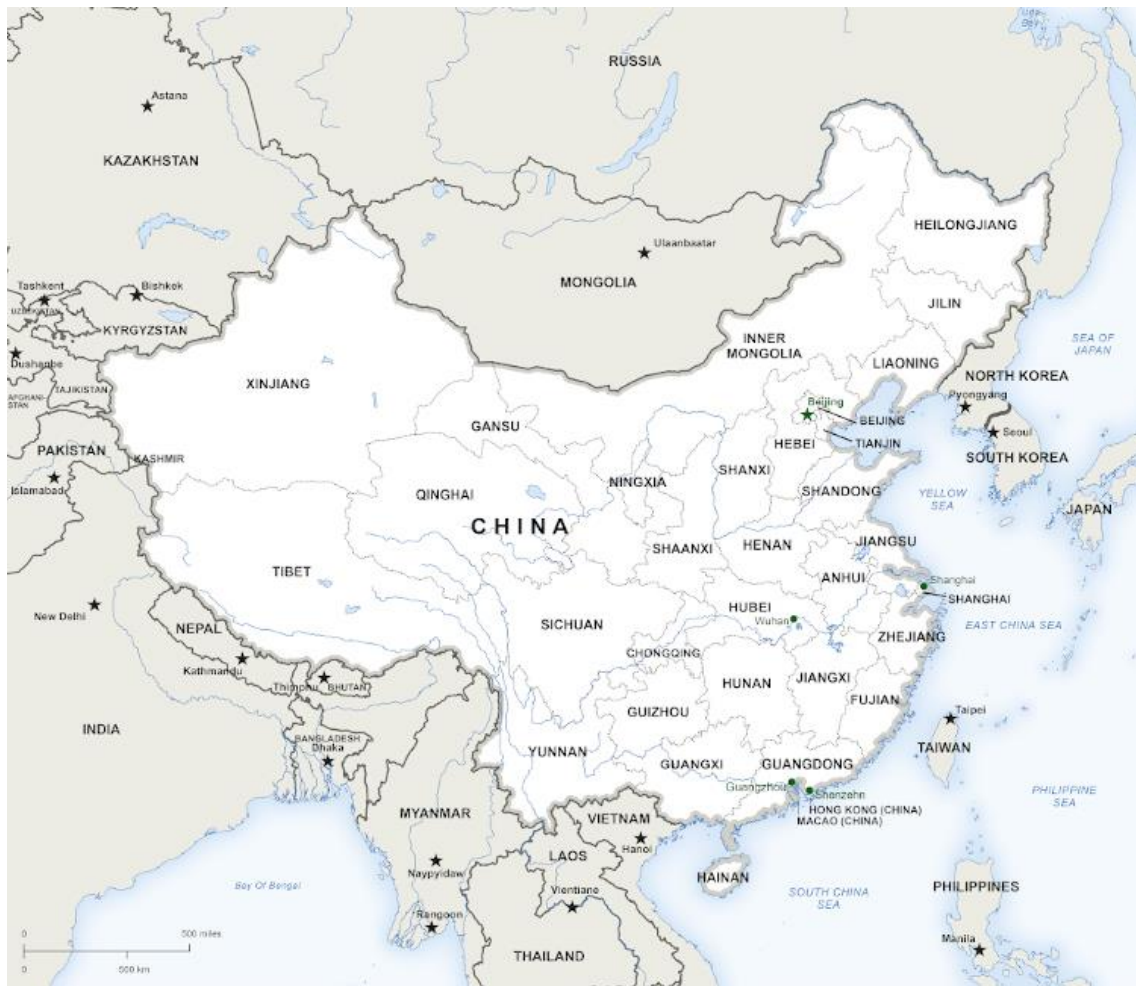 RUSSIA
Astana
KAZAKHSTAN
HEILONGJIANG
Ulaanbaatar
MONGOLIA
Tashkent
Bishkek
UZBEKISTAN
KYRGYZSTAN
JILIN
SEA OF
JAPAN
INNER
MONGOLIA
LIAONING
Dushanbe
TAJIKISTAN
AFGHANI-
STAN
XINJIANG
NORTH KOREA
Pyongyang
Beijing
BEIJING
GANSU
HEBEI
TIANJIN
Seoul
SOUTH KOREA
PAKISTAN
KASHMIR
Islamabad
QINGHAI
NINGXIA
SHANXI
SHANDONG
YELLOW
SEA
JAPAN
CHINA
SHAANXI
HENAN
JIANGSU
TIBET
ANHUI
Shanghai
SHANGHAI
New Delhi
HUBEI
Wuhan
SICHUAN
ZHEJIANG
EAST CHINA SEA
NEPAL
Kathmandu
CHONGQING
Thimphu
BHUTAN
HUNAN
JIANGXI
FUJIAN
GUIZHOU
Taipei
TAIWAN
INDIA
BANGLADESH
Dhaka
YUNNAN
GUANGXI
GUANGDONG
Guangzhou
Shenzehn
HONG KONG (CHINA)
MACAO (CHINA)
PHILIPPINE
SEA
MYANMAR
VIETNAM
Hanoi
LAOS
Naypyidaw
HAINAN
Bay Of Bengal
Vientiane
SOUTH CHINA
SEA
PHILIPPINES
Rangoon
Manila
THAILAND
0
500 miles
0
500 km